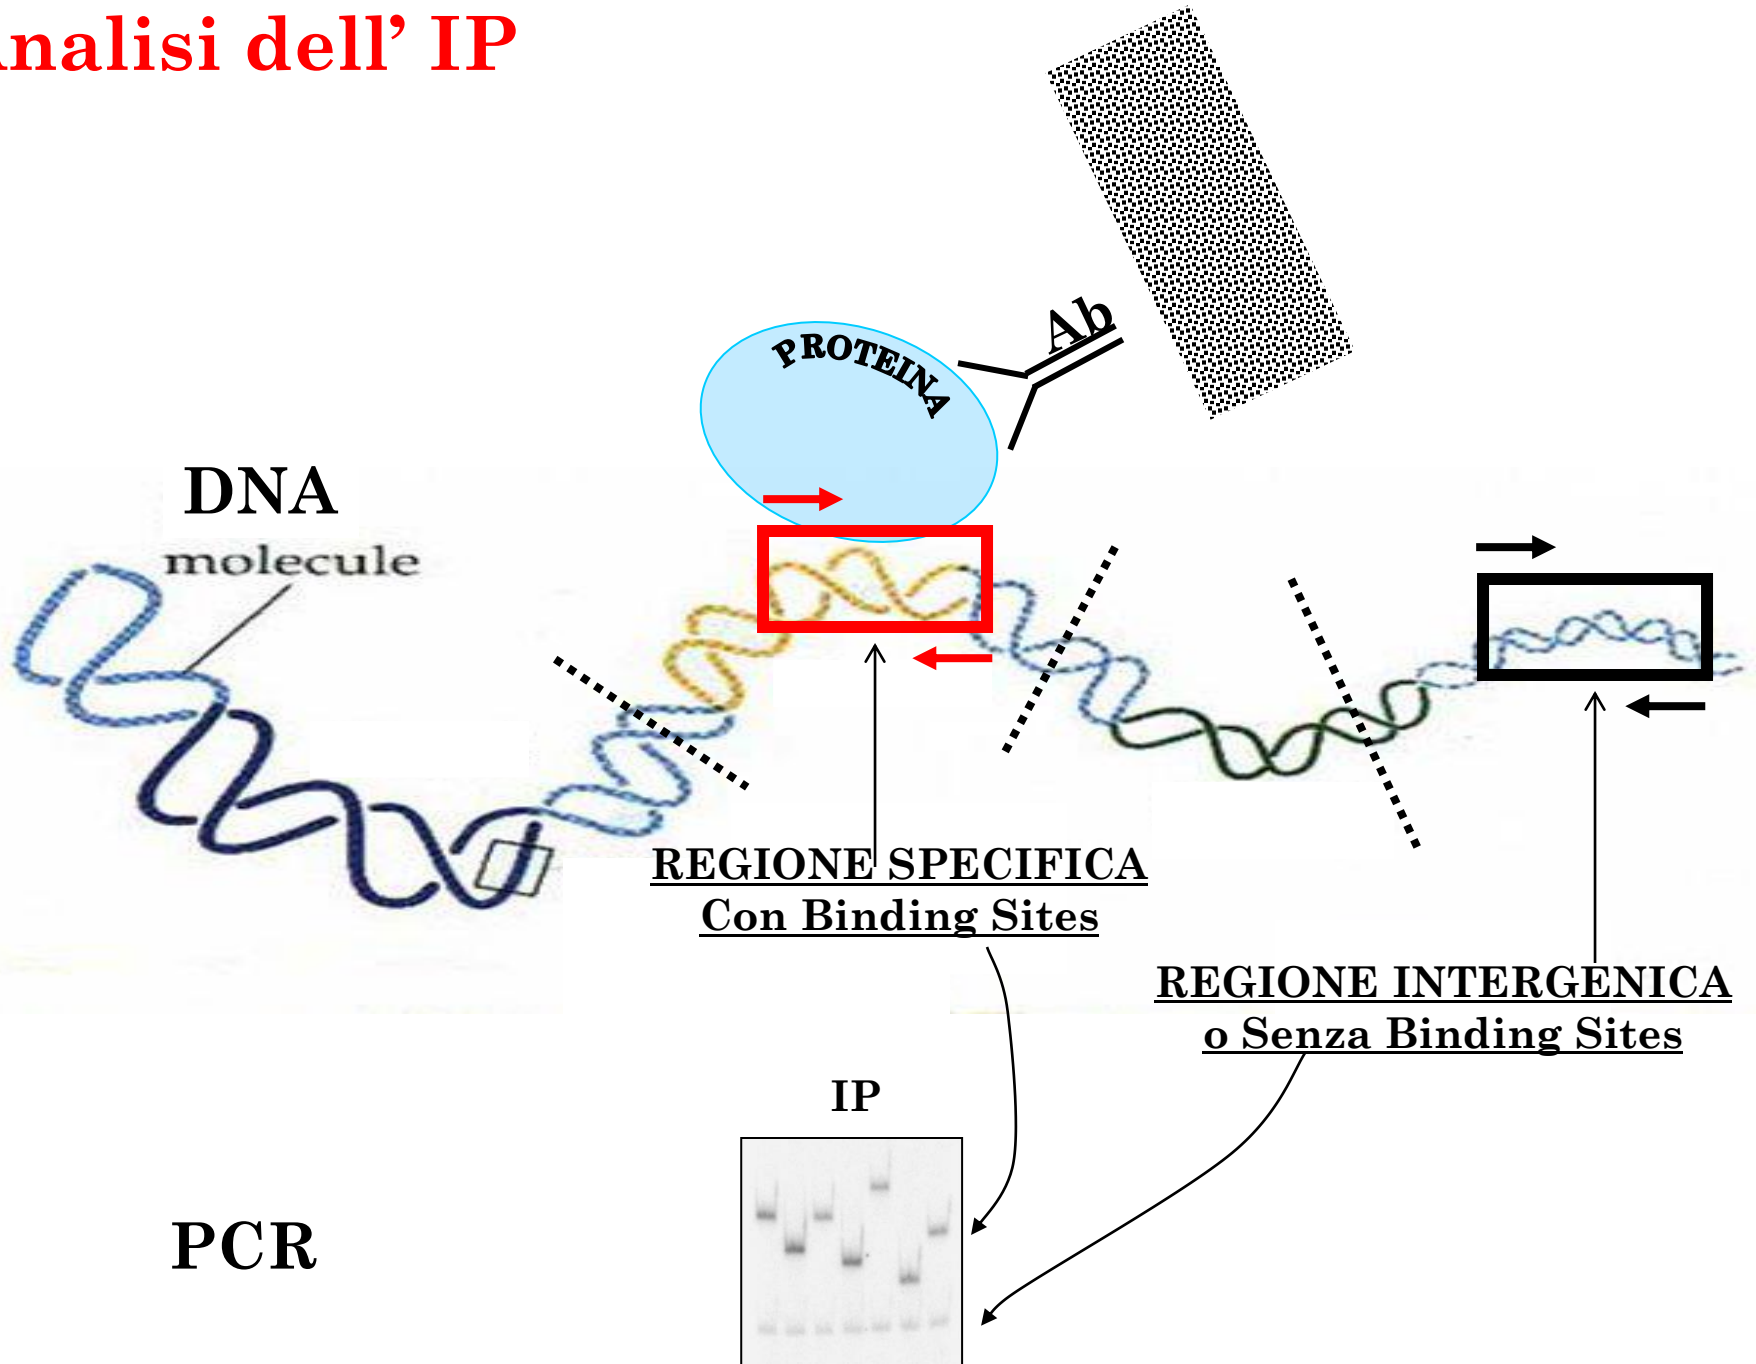 nalisi dell’ IP
Ab
PROTEINA
DNA
molecule
REGIONE SPECIFICA
Con Binding Sites
REGIONE INTERGENICA
o Senza Binding Sites
IP
PCR